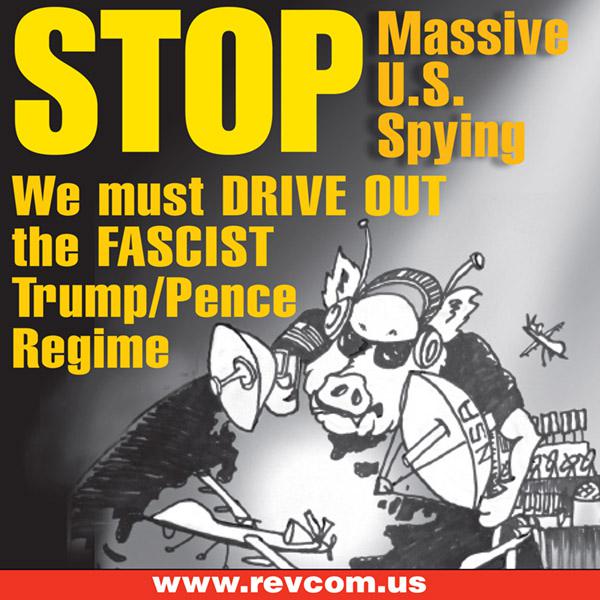 STOP
Massive
U.S.
Spying
We must DRIVE OUT
the FASCIST
Trump/Pence
Regime
NSA
www.revcom.us